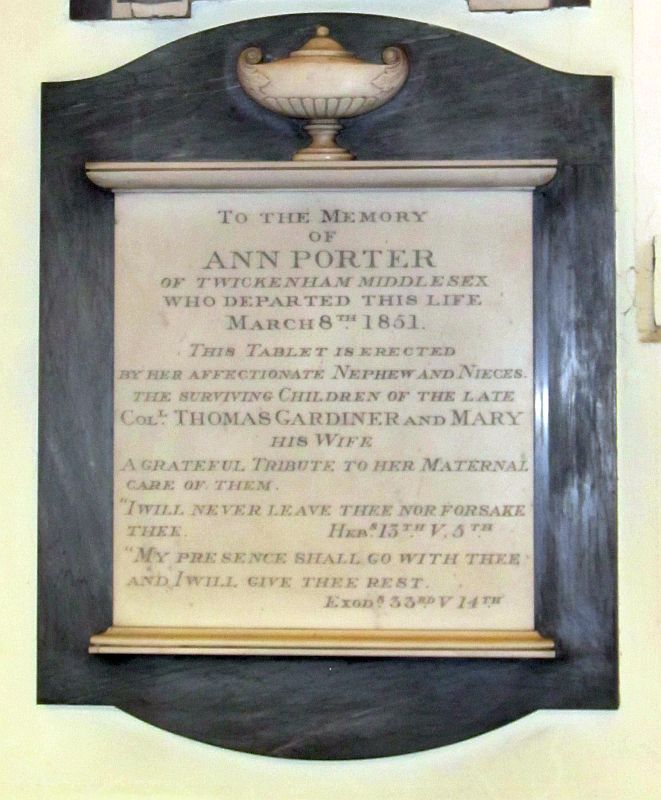 To the Memory
of
ANN PORTER
of Twickenham Middlesex
who departed this life
March 8th. 1851.
This Tablet is erected
by her affectionate Nephew and Nieces.
the surviving Children of the late
Coll. Thomas Gardiner and Mary
his Wife
A grateful Tribute to her Maternal
care of them.
"I will never leave thee nor forsake
thee. Hebs 13th V. 5th
"My presence shall go with thee
and I will give thee rest.
Exods 33rd V 14th